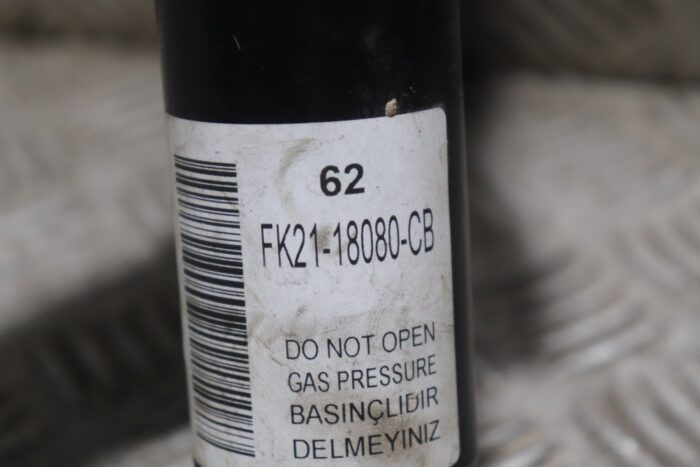 62
FK21-18080-CB
DO NOT OPEN
GAS PRESSURE
BASINÇLIDIR
DELMEYINIZ